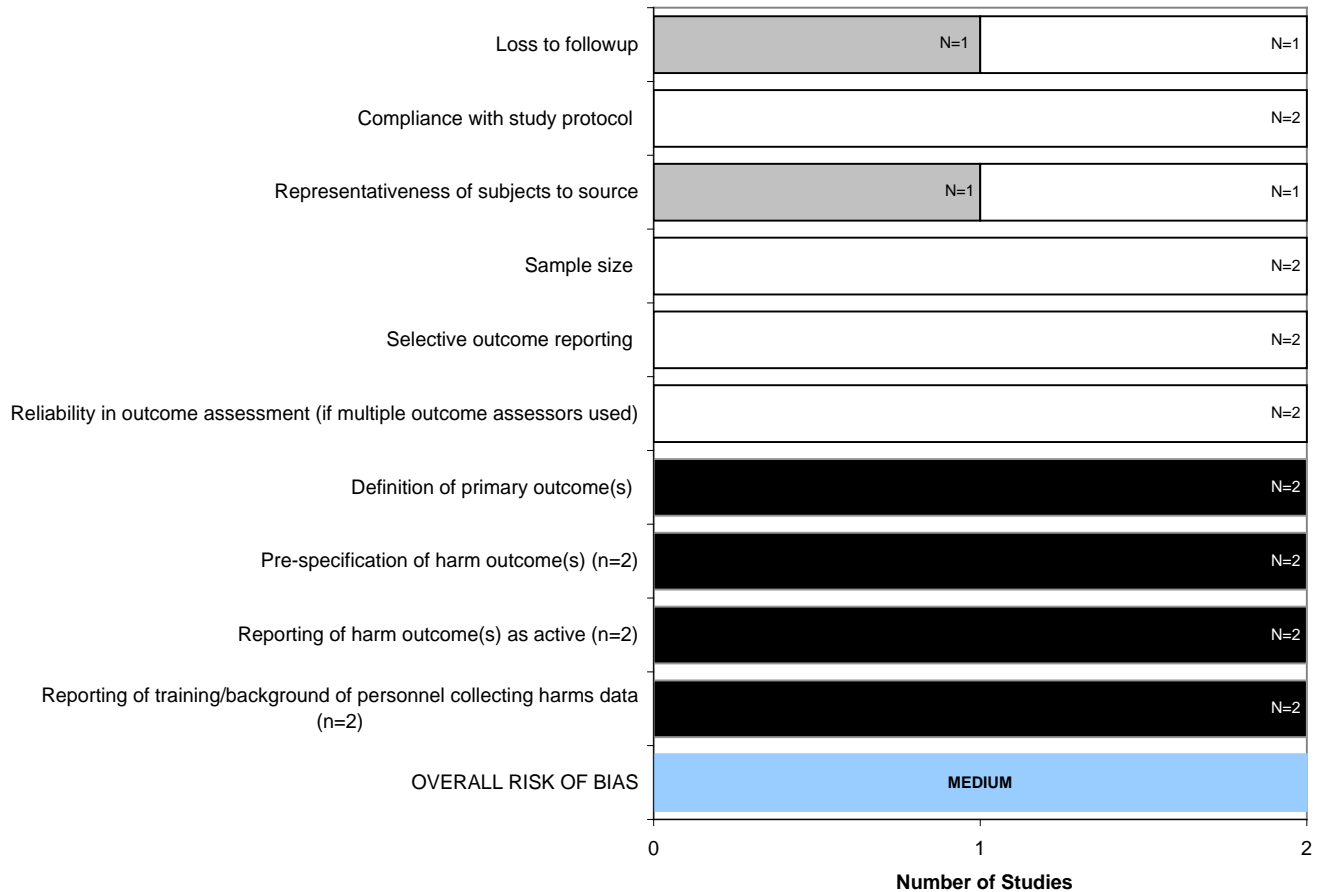 Loss to followup N=1 N=1
Compliance with study protocol N=2
Representativeness of subjects to source N=1 N=1
Sample size N=2
Selective outcome reporting N=2
Reliability in outcome assessment (if multiple outcome assessors used) N=2
Definition of primary outcome(s) N=2
Pre-specification of harm outcome(s) (n=2) N=2
Reporting of harm outcome(s) as active (n=2) N=2
Reporting of training/background of personnel collecting harms data
(n=2) N=2
OVERALL RISK OF BIAS MEDIUM
0 1 2
Number of Studies